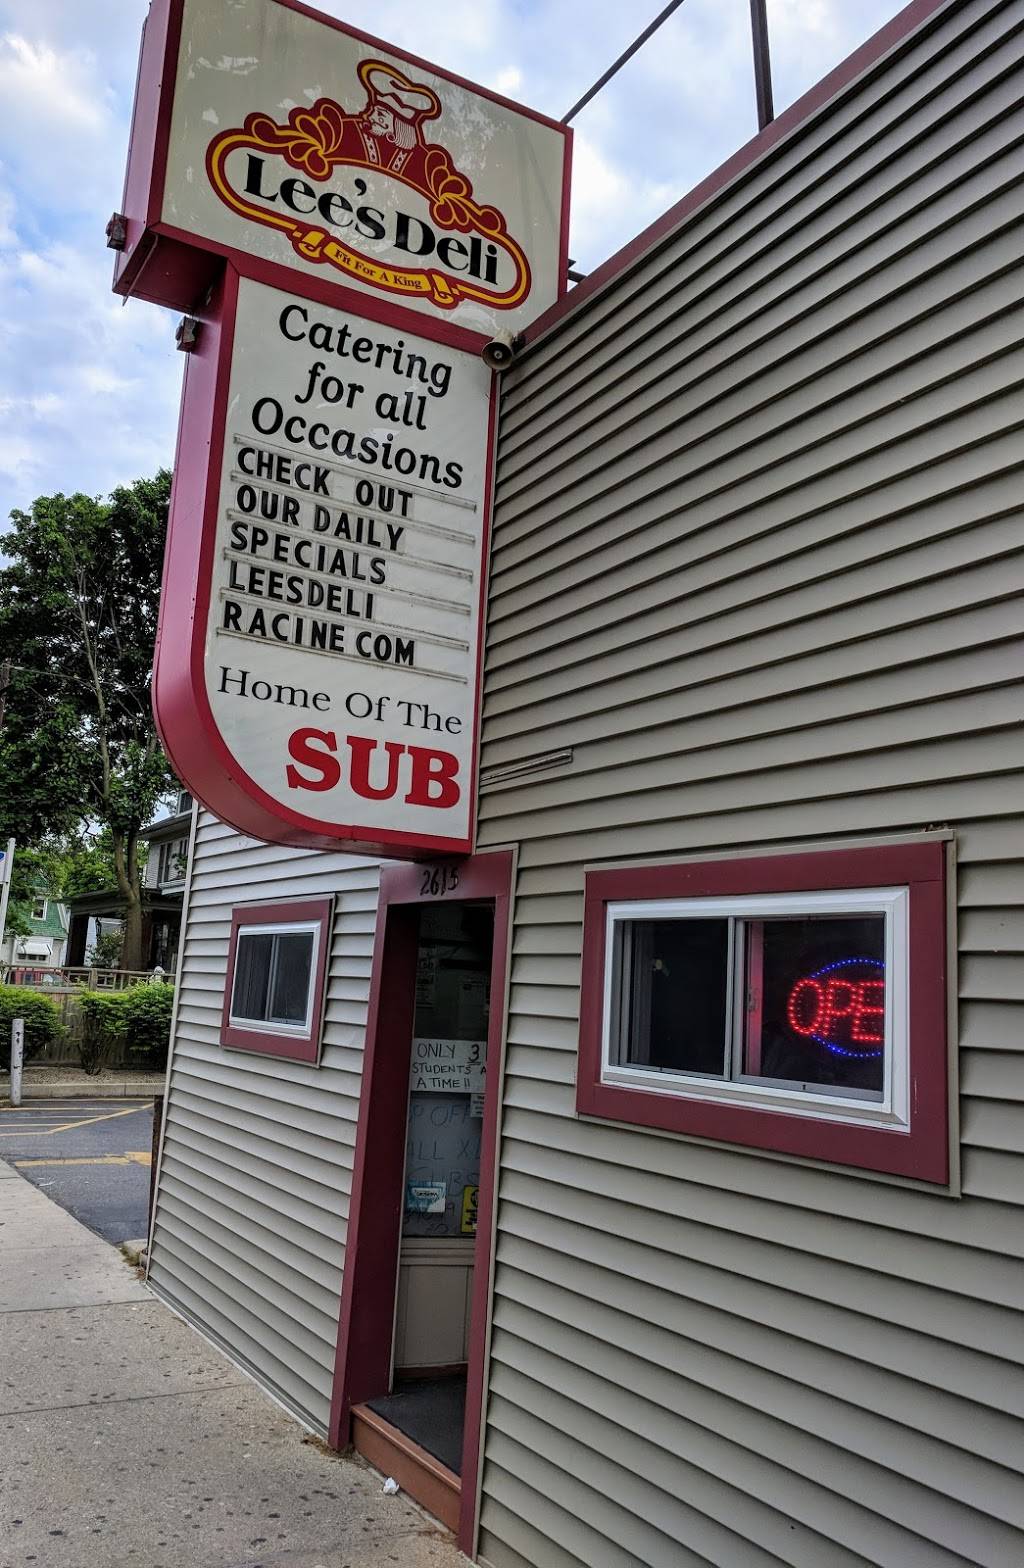 Lee's Deli
Fit For A King
Catering
for all
Occasions
CHECK OUT
OUR DAILY
SPECIALS
LEESDELI
RACINE COM
Home Of The
SUB
2615
OPE
ONLY 3
STUDENTS A
A TIME!!